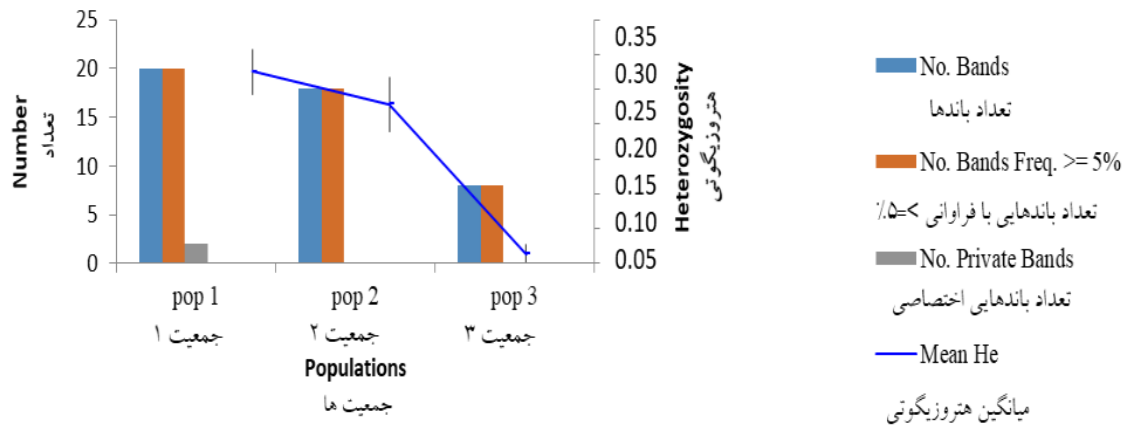 25
20
15
10
5
0
Number
تعداد
0.35
0.30
0.25
0.20
0.15
0.10
0.05
Heterozygosity
هتروزیگوتی
pop 1
pop 2
pop 3
جمعیت ۱
جمعیت ۲
جمعیت ۳
Populations
جمعیت ها
No. Bands
تعداد باندها
No. Bands Freq. >= 5%
تعداد باندهایی با فراوانی >=۵٪
No. Private Bands
تعداد باندهایی اختصاصی
Mean He
میانگین هتروزیگوتی